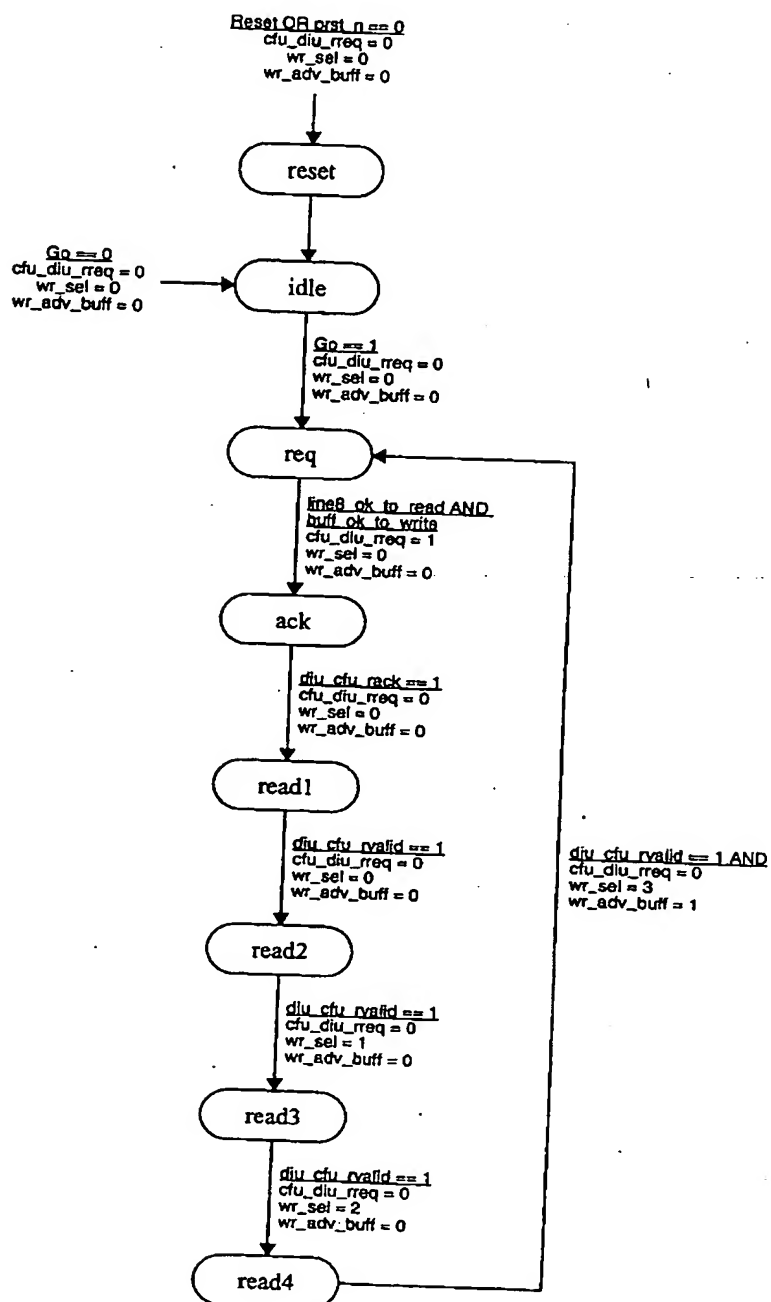 Reset OR prst_n == 0
cfu_diu_rreq = 0
wr_sel = 0
wr_adv_buff = 0
reset
Go == 0
cfu_diu_rreq = 0
wr_sel = 0
wr_adv_buff = 0
idle
Go == 1
cfu_diu_rreq = 0
wr_sel = 0
wr_adv_buff = 0
req
line8_ok_to_read AND
buff_ok_to_write
cfu_diu_rreq = 1
wr_sel = 0
wr_adv_buff = 0
ack
diu_cfu_rack == 1
cfu_diu_rreq = 0
wr_sel = 0
wr_adv_buff = 0
read1
diu_cfu_rvalid == 1
cfu_diu_rreq = 0
wr_sel = 0
wr_adv_buff = 0
diu_cfu_rvalid == 1 AND
cfu_diu_rreq = 0
wr_sel = 3
wr_adv_buff = 1
read2
diu_cfu_rvalid == 1
cfu_diu_rreq = 0
wr_sel = 1
wr_adv_buff = 0
read3
diu_cfu_rvalid == 1
cfu_diu_rreq = 0
wr_sel = 2
wr_adv_buff = 0
read4